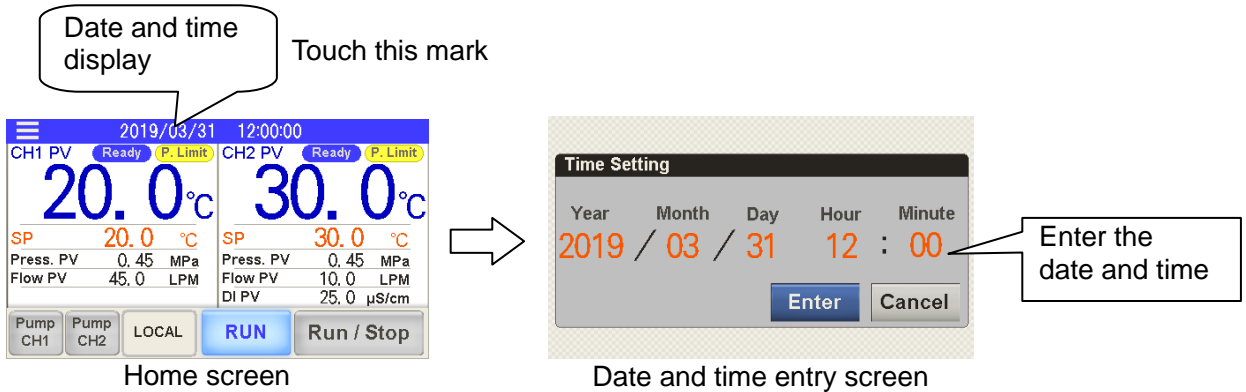 Date and time
display
Touch this mark
2019/03/31 12:00:00
CH1 PV Ready P. Limit CH2 PV Ready P. Limit
20. 0 °C 30. 0 °C
SP 20. 0 °C SP 30. 0 °C
Press. PV 0. 45 MPa Press. PV 0. 45 MPa
Flow PV 45. 0 LPM Flow PV 10. 0 LPM
DI PV 25. 0 µS/cm
Pump CH1 Pump CH2 LOCAL RUN Run / Stop
Home screen
Time Setting
Year Month Day Hour Minute
2019 / 03 / 31 12 : 00
Enter Cancel
Enter the
date and time
Date and time entry screen